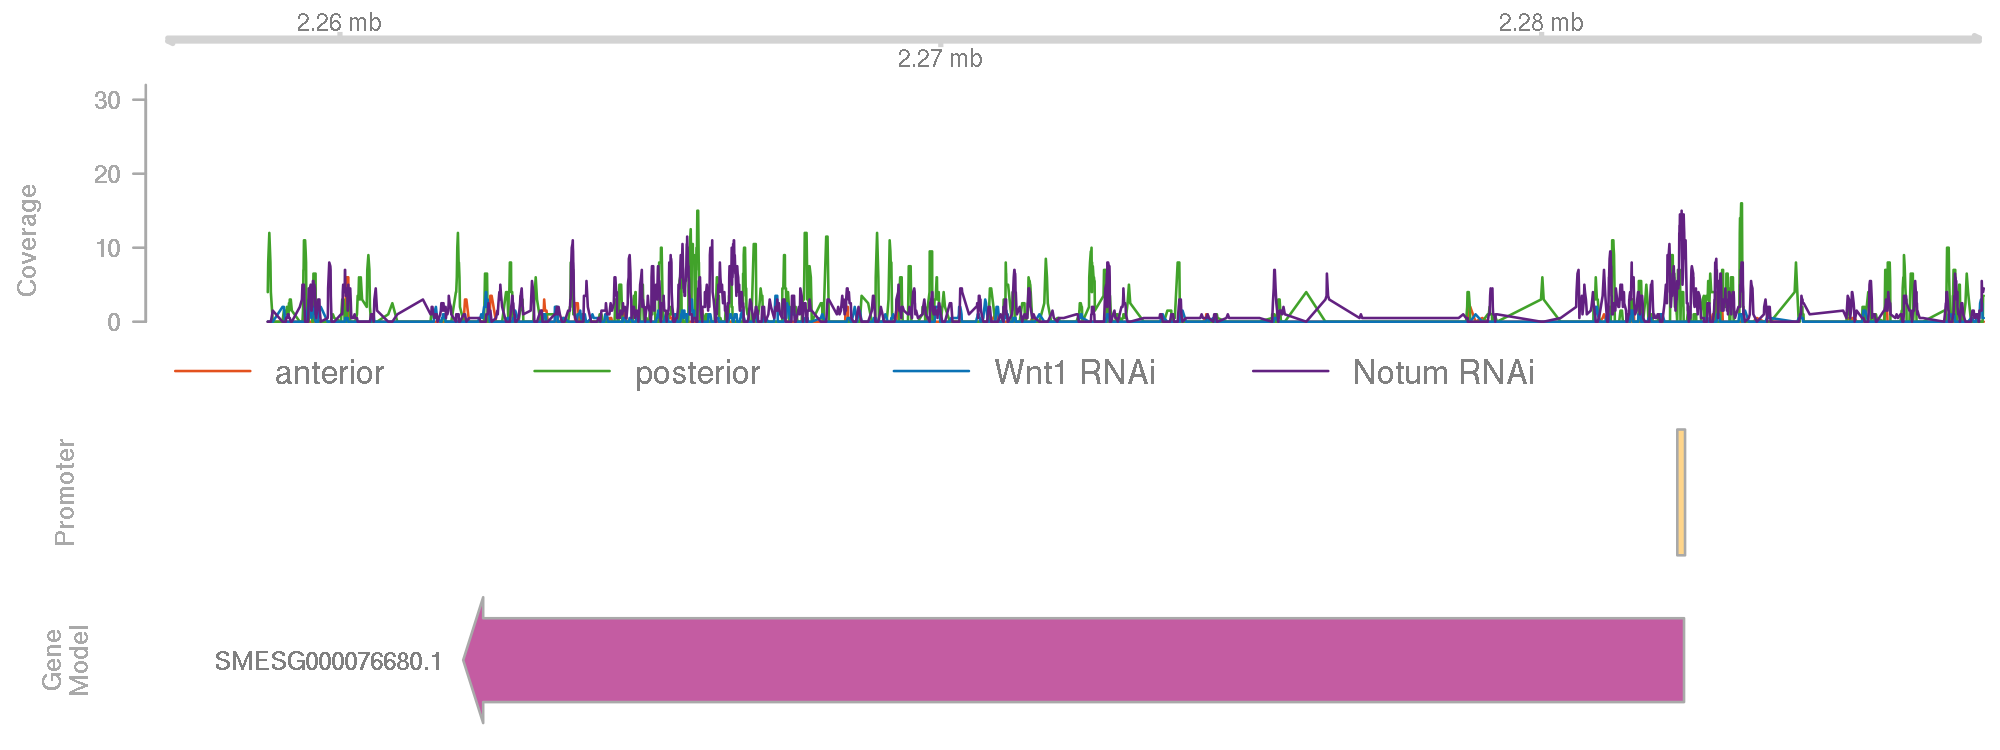 2.26 mb
2.28 mb
2.27 mb
30
20
10
0
Coverage
anterior
posterior
Wnt1 RNAi
Notum RNAi
Promoter
SMESG000076680.1
Gene
Model